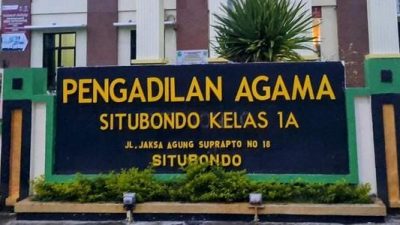 PENGADILAN AGAMA
SITUBONDO KELAS 1A
JL. JAKSA AGUNG SUPRAPTO NO 18
SITUBONDO